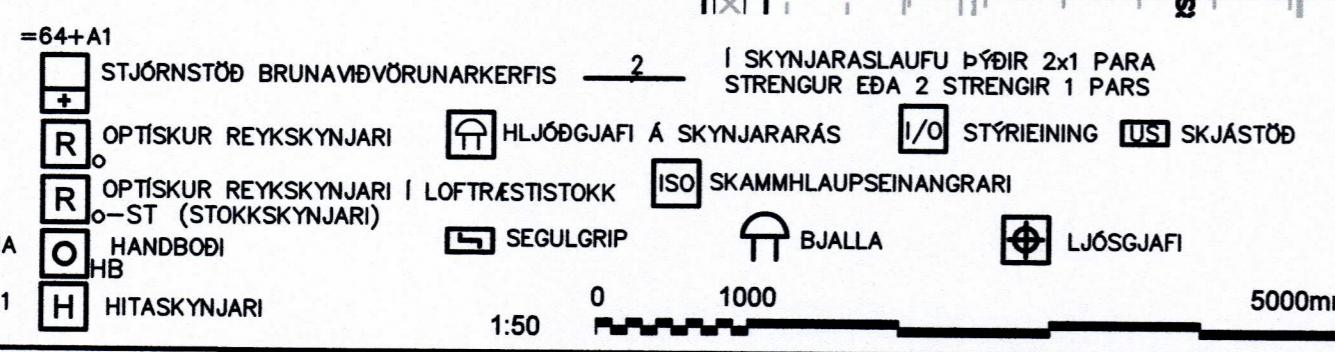 =64+A1
STJÓRNSTÖÐ BRUNAVIÐVÖRUNARKERFIS 2 Í SKYNJARASLAUFU ÞÝÐIR 2x1 PARA
STRENGUR EÐA 2 STRENGIR 1 PARS
+
R o OPTÍSKUR REYKSKYNJARI
HLJÓÐGJAFI Á SKYNJARARÁS
I/O STÝRIEINING
US SKJÁSTÖÐ
R OPTÍSKUR REYKSKYNJARI Í LOFTRÆSTISTOKK
o-ST (STOKKSKYNJARI)
ISO SKAMMHLAUPSEINANGRARI
A O HB HANDBOÐI
SEGULGRIP
BJALLA
LJÓSGJAFI
1 H HITASKYNJARI
1:50
0 1000 5000m